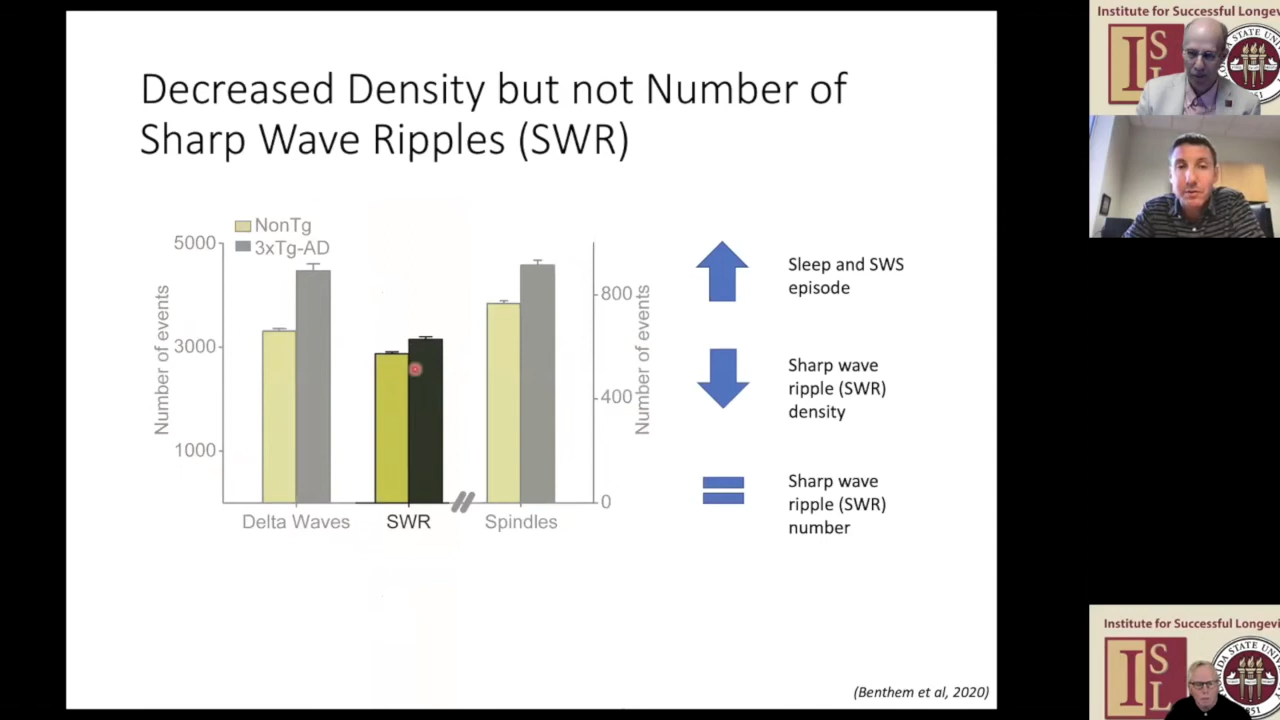 Decreased Density but not Number of
Sharp Wave Ripples (SWR)
NonTg
3xTg-AD
5000
3000
1000
Number of events
800
400
0
Number of events
Delta Waves
SWR
Spindles
Sleep and SWS
episode
Sharp wave
ripple (SWR)
density
Sharp wave
ripple (SWR)
number
(Benthem et al, 2020)
Institute for Successful Longev
I S L
Institute for Successful Longevi
I S L